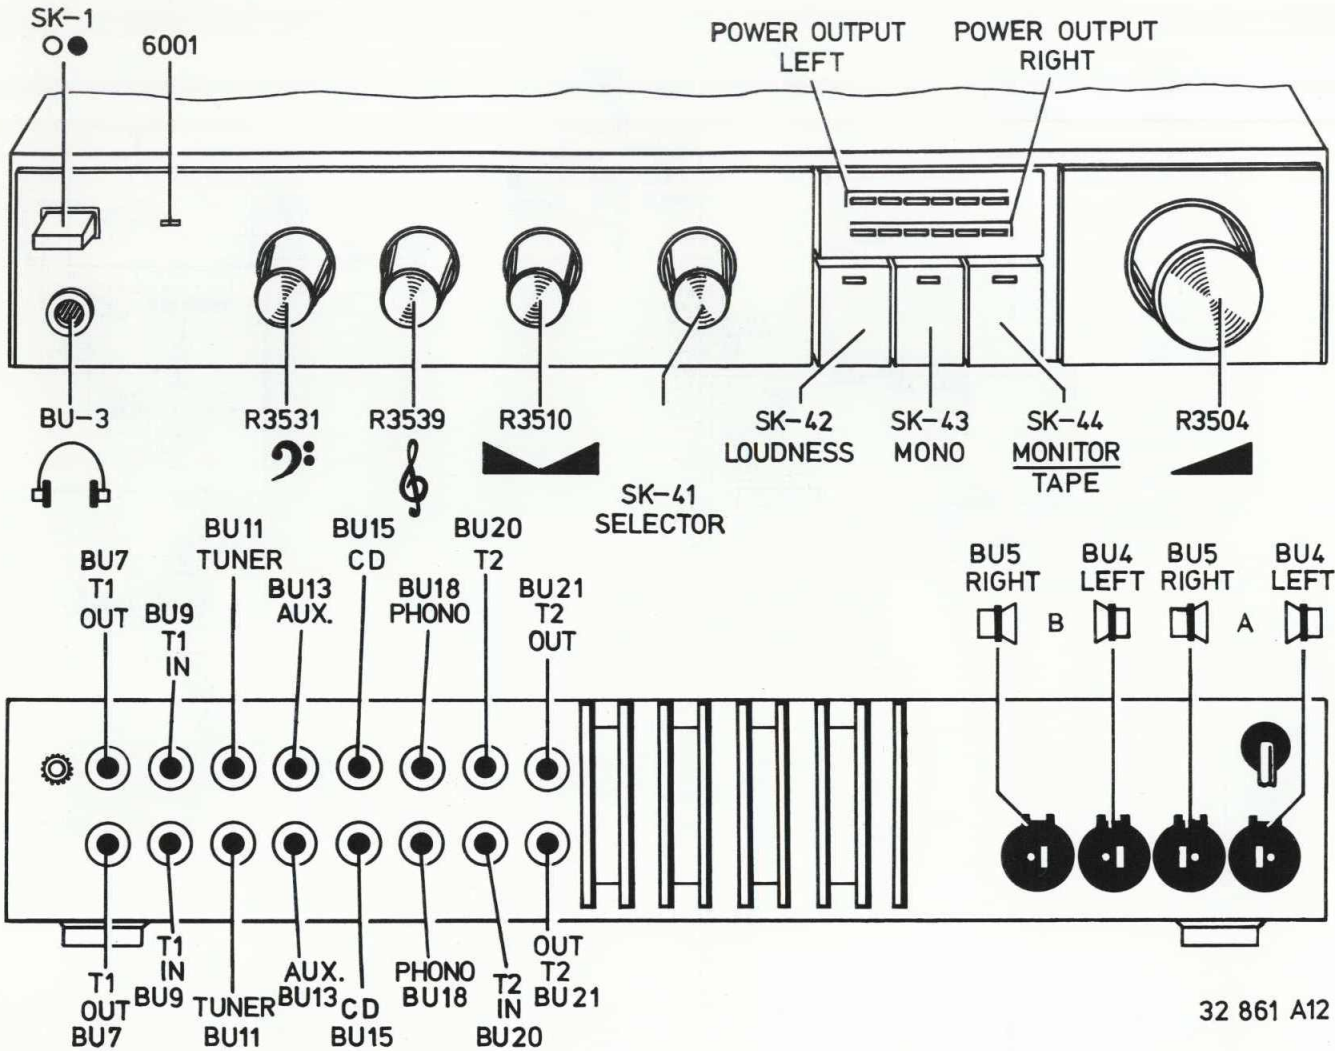 SK-1
6001
POWER OUTPUT
LEFT
POWER OUTPUT
RIGHT
BU-3
R3531
R3539
R3510
SK-41
SELECTOR
SK-42
LOUDNESS
SK-43
MONO
SK-44
MONITOR
TAPE
R3504
BU7
T1
OUT
BU9
T1
IN
BU11
TUNER
BU13
AUX.
BU15
CD
BU18
PHONO
BU20
T2
BU21
T2
OUT
BU5
RIGHT
B
BU4
LEFT
BU5
RIGHT
A
BU4
LEFT
T1
OUT
BU7
T1
IN
BU9
TUNER
BU11
AUX.
BU13
CD
BU15
PHONO
BU18
T2
IN
BU20
OUT
T2
BU21
32 861 A12